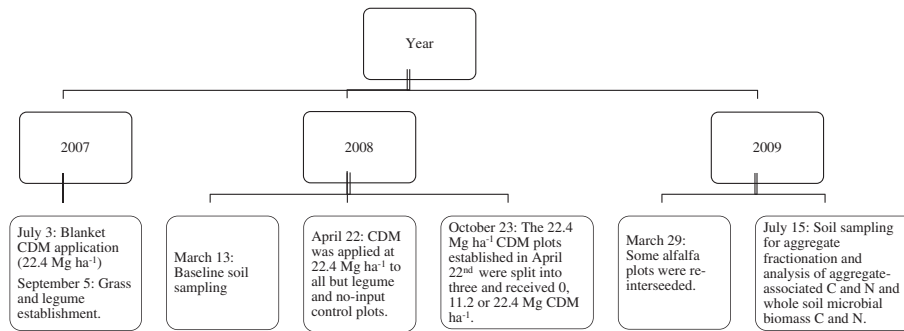 Year
2007
2008
2009
July 3: Blanket
CDM application
(22.4 Mg ha⁻¹)
September 5: Grass
and legume
establishment.
March 13:
Baseline soil
sampling
April 22: CDM
was applied at
22.4 Mg ha⁻¹ to
all but legume
and no-input
control plots.
October 23: The 22.4
Mg ha⁻¹ CDM plots
established in April
22ⁿᵈ were split into
three and received 0,
11.2 or 22.4 Mg CDM
ha⁻¹.
March 29:
Some alfalfa
plots were re-
interseeded.
July 15: Soil sampling
for aggregate
fractionation and
analysis of aggregate-
associated C and N and
whole soil microbial
biomass C and N.